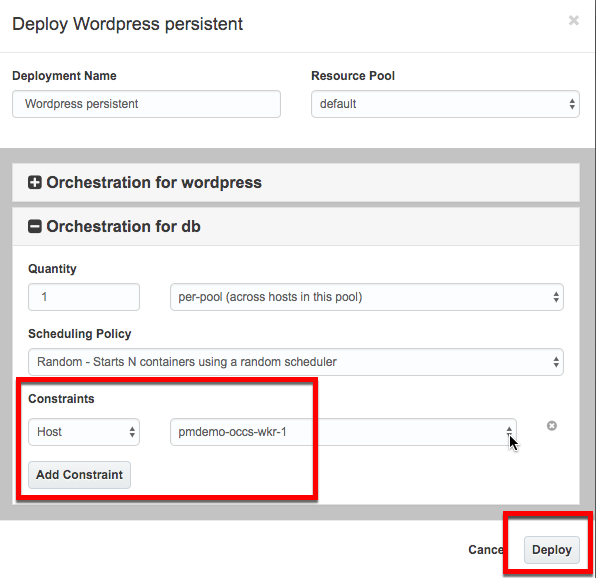 Deploy Wordpress persistent
Deployment Name
Resource Pool
Wordpress persistent
default
Orchestration for wordpress
Orchestration for db
Quantity
1
per-pool (across hosts in this pool)
Scheduling Policy
Random - Starts N containers using a random scheduler
Constraints
Host
pmdemo-occs-wkr-1
Add Constraint
Cance
Deploy